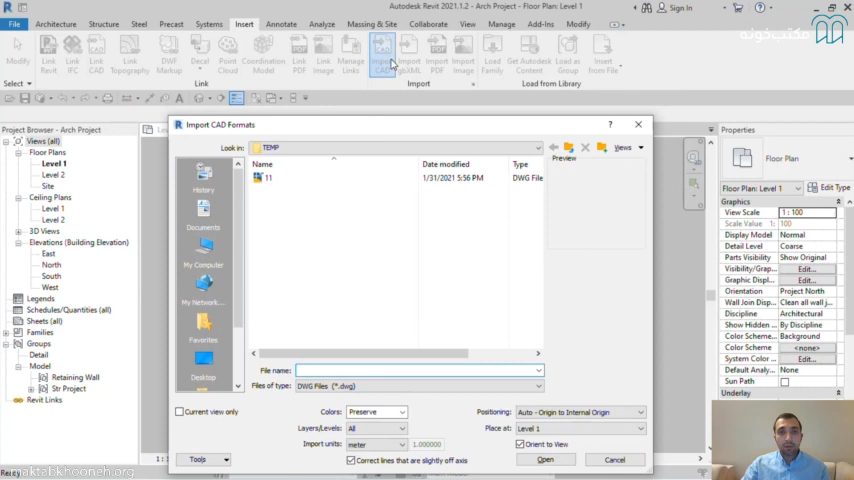 Autodesk Revit 2021.1.2 - Arch Project - Floor Plan: Level 1
Sign In
مکتب‌خونه
File Architecture Structure Steel Precast Systems Insert Annotate Analyze Massing & Site Collaborate View Manage Add-Ins Modify
Modify
Link Revit
Link IFC
Link CAD
Link Topography
DWF Markup
Decal
Point Cloud
Coordination Model
Link PDF
Link Image
Manage Links
Import CAD
Import gbXML
Import PDF
Import Image
Load Family
Get Autodesk Content
Load as Group
Insert from File
Select Link Import Load from Library
Project Browser - Arch Project
Views (all)
Floor Plans
Level 1
Level 2
Site
Ceiling Plans
Level 1
Level 2
3D Views
Elevations (Building Elevation)
East
North
South
West
Legends
Schedules/Quantities (all)
Sheets (all)
Families
Groups
Detail
Model
Retaining Wall
Str Project
Revit Links
Import CAD Formats
Look in: TEMP
Views
Name Date modified Type
11 1/31/2021 5:56 PM DWG File
Preview
History
Documents
My Computer
My Network...
Favorites
Desktop
File name:
Files of type: DWG Files (*.dwg)
Current view only
Colors: Preserve
Layers/Levels: All
Import units: meter 1.000000
Correct lines that are slightly off axis
Positioning: Auto - Origin to Internal Origin
Place at: Level 1
Orient to View
Tools Open Cancel
Properties
Floor Plan
Floor Plan: Level 1 Edit Type
Graphics
View Scale 1 : 100
Scale Value 1: 100
Display Model Normal
Detail Level Coarse
Parts Visibility Show Original
Visibility/Grap... Edit...
Graphic Displ... Edit...
Orientation Project North
Wall Join Disp... Clean all wall j...
Discipline Architectural
Show Hidden ... By Discipline
Color Scheme ... Background
Color Scheme <none>
System Color ... Edit...
Default Analy... None
Sun Path
Underlay
Ready
maktabkhooneh.org